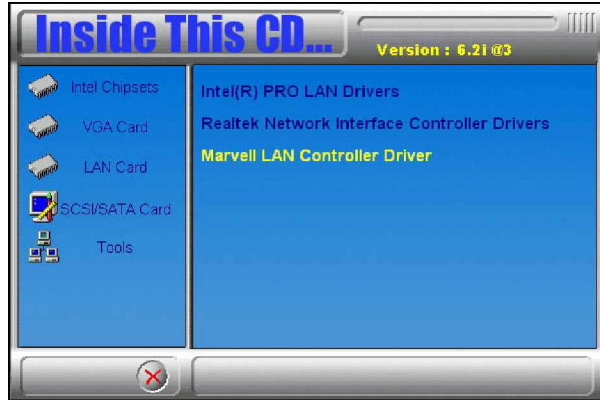 Inside This CD...
Version : 6.2i @3
Intel Chipsets
VGA Card
LAN Card
SCSI/SATA Card
Tools
Intel(R) PRO LAN Drivers
Realtek Network Interface Controller Drivers
Marvell LAN Controller Driver